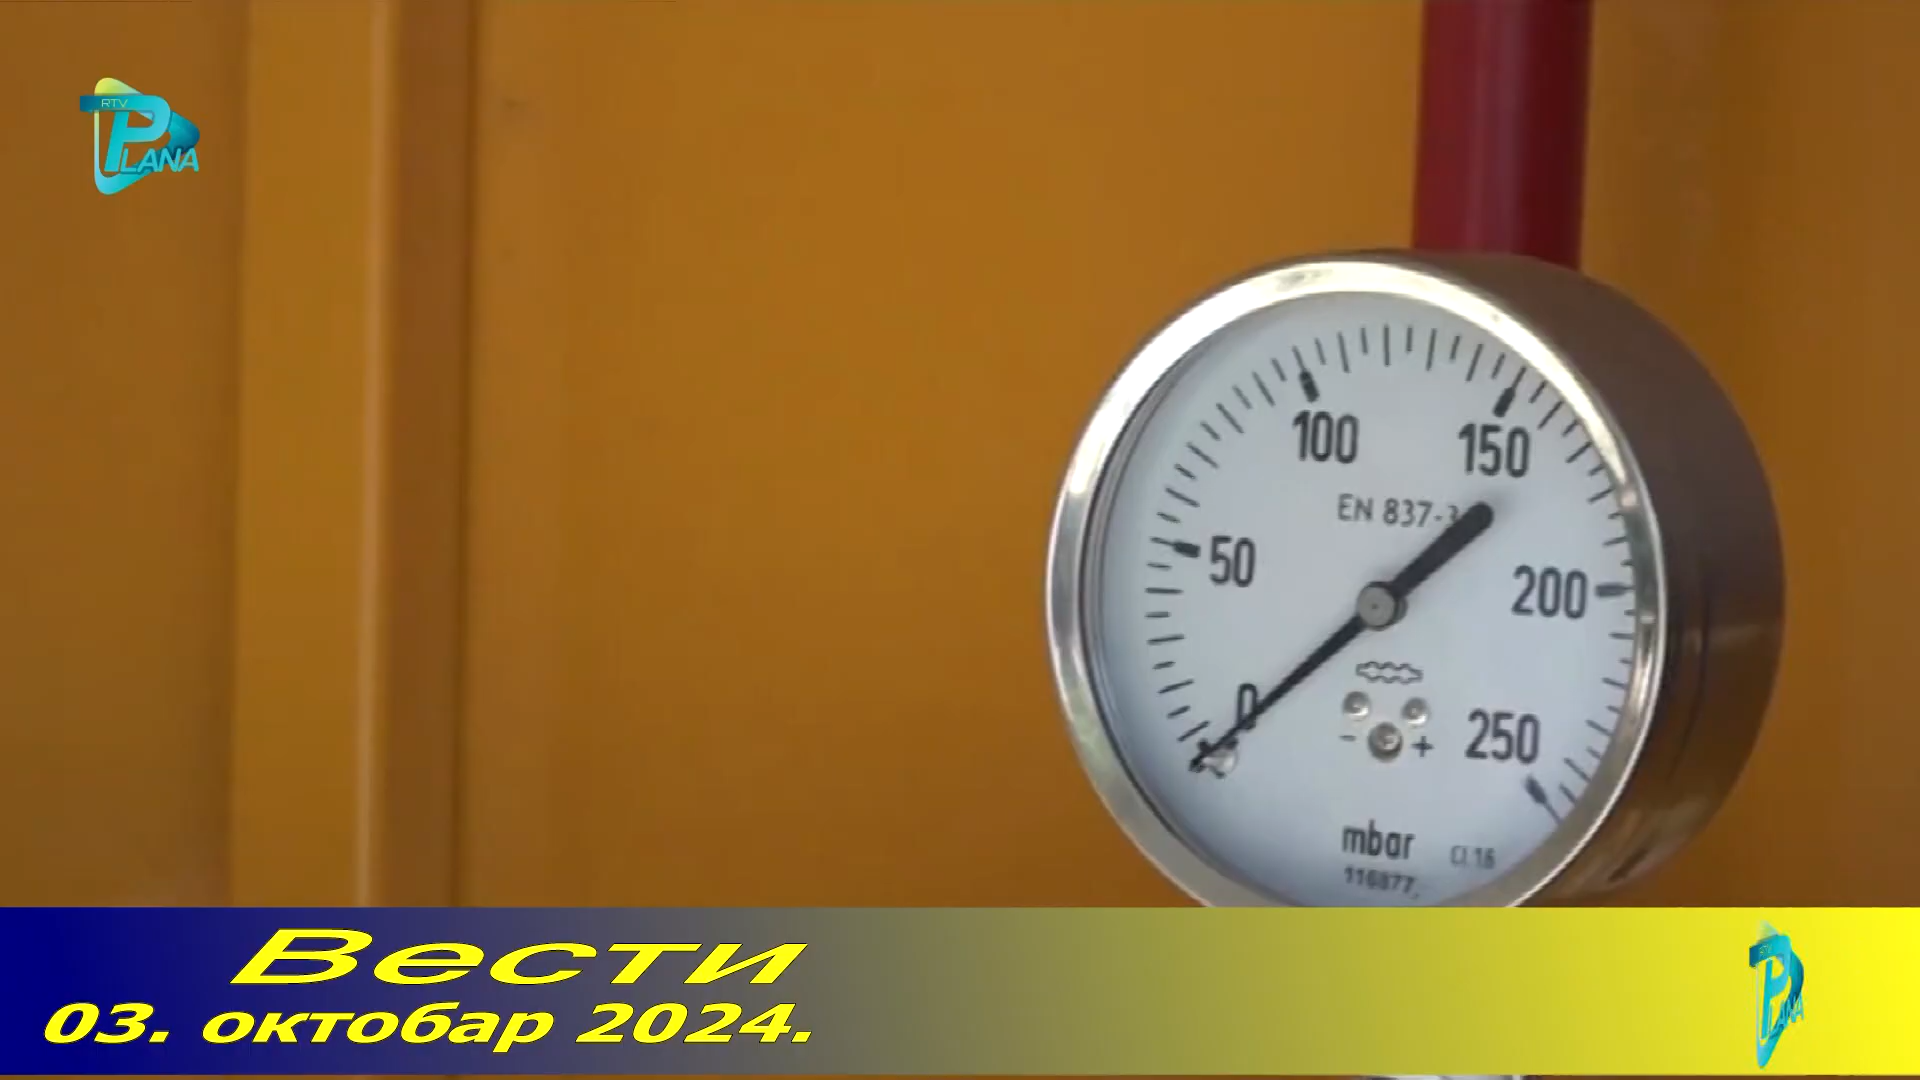 RTV
PLANA
100
150
EN 837-3
50
200
0
250
- +
mbar
Cl 1.6
Вести
03. октобар 2024.
RTV
PLANA